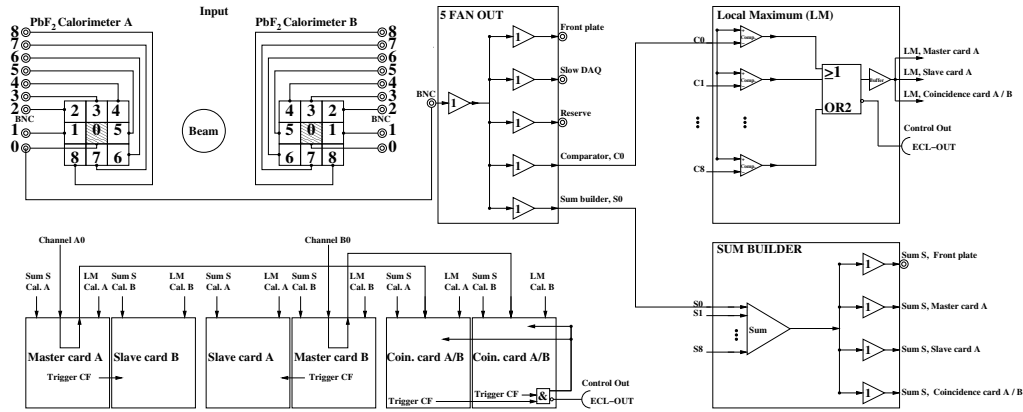 Input
PbF2 Calorimeter A
8
7
6
5
4
3
2
BNC
1
0
2 3 4
1 0 5
8 7 6
Beam
PbF2 Calorimeter B
8
7
6
5
4
3
2
BNC
1
0
4 3 2
5 0 1
6 7 8
5 FAN OUT
BNC
1
1
Front plate
1
Slow DAQ
1
Reserve
1
Comparator, C0
1
Sum builder, S0
Local Maximum (LM)
C0
Comp.
C1
Comp.
C8
Comp.
≥1
OR2
Buffer
LM, Master card A
LM, Slave card A
LM, Coincidence card A / B
Control Out
ECL-OUT
SUM BUILDER
S0
S1
S8
Sum
1
Sum S, Front plate
1
Sum S, Master card A
1
Sum S, Slave card A
1
Sum S, Coincidence card A / B
Channel A0
Channel B0
Sum S
Cal. A
LM
Cal. A
Sum S
Cal. B
LM
Cal. B
Sum S
Cal. A
LM
Cal. A
Sum S
Cal. B
LM
Cal. B
Sum S
Cal. A
LM
Cal. A
Sum S
Cal. B
LM
Cal. B
Master card A
Slave card B
Slave card A
Master card B
Coin. card A/B
Coin. card A/B
Trigger CF
Trigger CF
Trigger CF
Trigger CF
&
Control Out
ECL-OUT